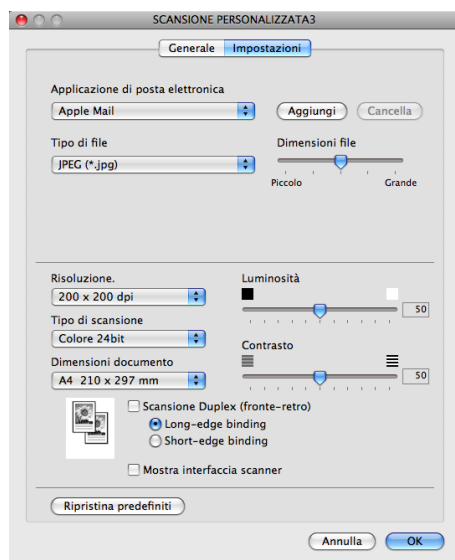 SCANSIONE PERSONALIZZATA3
Generale Impostazioni
Applicazione di posta elettronica
Apple Mail Aggiungi Cancella
Tipo di file Dimensioni file
JPEG (*.jpg)
Piccolo Grande
Risoluzione. Luminosità
200 x 200 dpi 50
Tipo di scansione
Colore 24bit Contrasto
Dimensioni documento
A4 210 x 297 mm 50
Scansione Duplex (fronte-retro)
Long-edge binding
Short-edge binding
Mostra interfaccia scanner
Ripristina predefiniti
Annulla OK